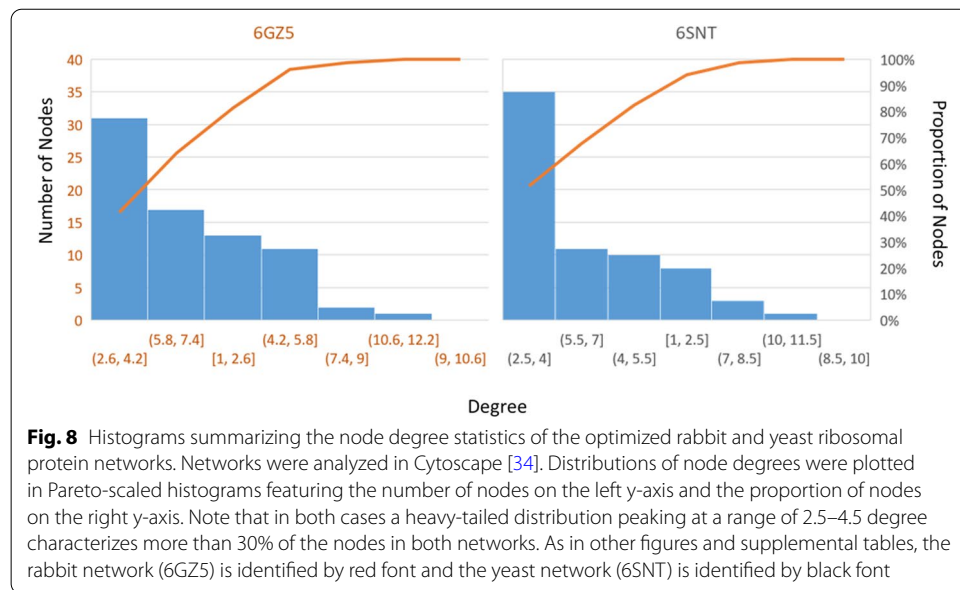 6GZ5
6SNT
40
35
30
25
20
15
10
5
0
Number of Nodes
100%
90%
80%
70%
60%
50%
40%
30%
20%
10%
0%
Proportion of Nodes
(5.8, 7.4] (4.2, 5.8] (10.6, 12.2]
(2.6, 4.2] [1, 2.6] (7.4, 9] (9, 10.6]
(5.5, 7] [1, 2.5] (10, 11.5]
(2.5, 4] (4, 5.5] (7, 8.5] (8.5, 10]
Degree
Fig. 8 Histograms summarizing the node degree statistics of the optimized rabbit and yeast ribosomal
protein networks. Networks were analyzed in Cytoscape [34]. Distributions of node degrees were plotted
in Pareto-scaled histograms featuring the number of nodes on the left y-axis and the proportion of nodes
on the right y-axis. Note that in both cases a heavy-tailed distribution peaking at a range of 2.5–4.5 degree
characterizes more than 30% of the nodes in both networks. As in other figures and supplemental tables, the
rabbit network (6GZ5) is identified by red font and the yeast network (6SNT) is identified by black font